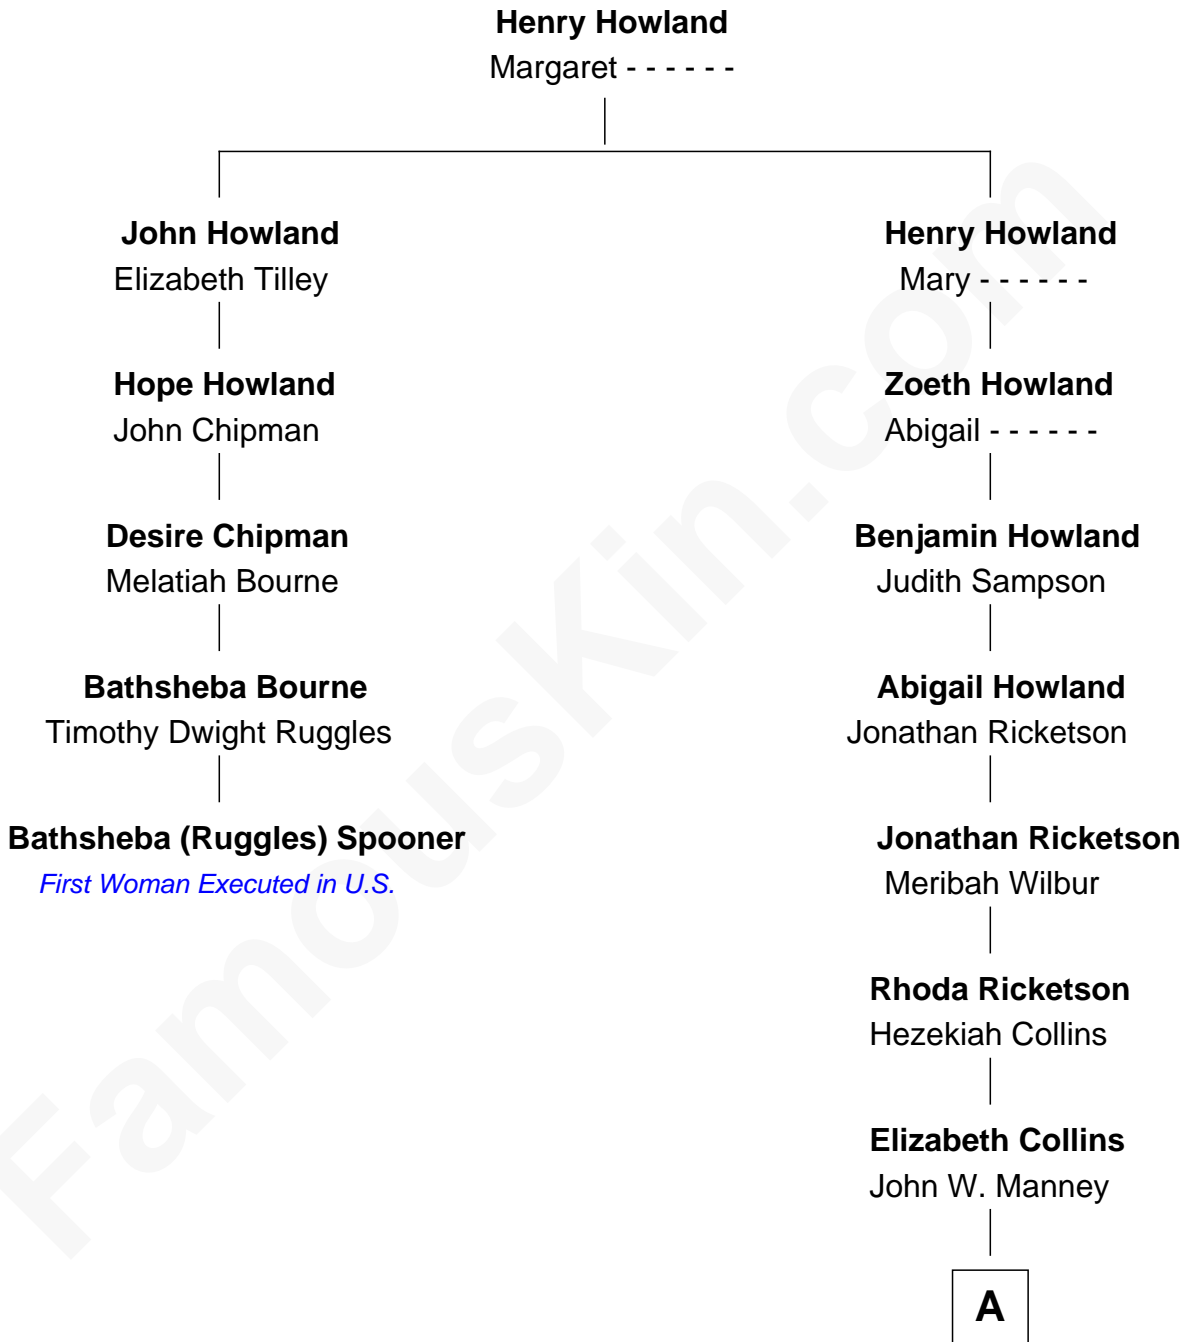 Henry Howland
Margaret - - - - - -
John Howland
Elizabeth Tilley
Henry Howland
Mary - - - - - -
Hope Howland
John Chipman
Zoeth Howland
Abigail - - - - - -
Desire Chipman
Melatiah Bourne
Benjamin Howland
Judith Sampson
Bathsheba Bourne
Timothy Dwight Ruggles
Abigail Howland
Jonathan Ricketson
Bathsheba (Ruggles) Spooner
First Woman Executed in U.S.
Jonathan Ricketson
Meribah Wilbur
Rhoda Ricketson
Hezekiah Collins
Elizabeth Collins
John W. Manney
A
FamousKin.com